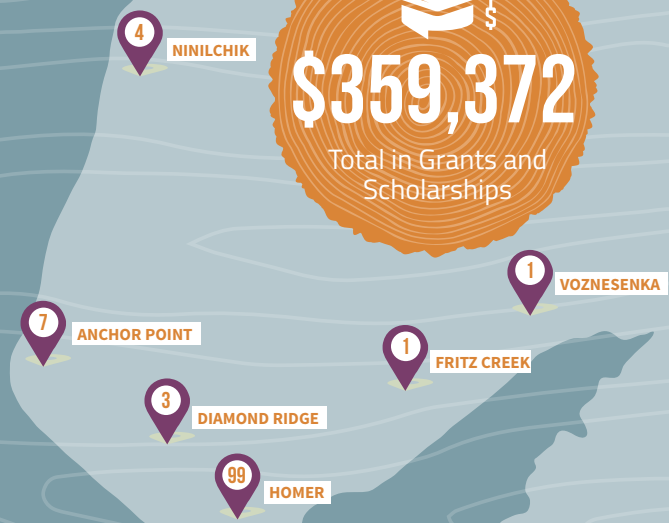 4
NINILCHIK
$
$359,372
Total in Grants and
Scholarships
1
VOZNESENKA
7
ANCHOR POINT
1
FRITZ CREEK
3
DIAMOND RIDGE
99
HOMER